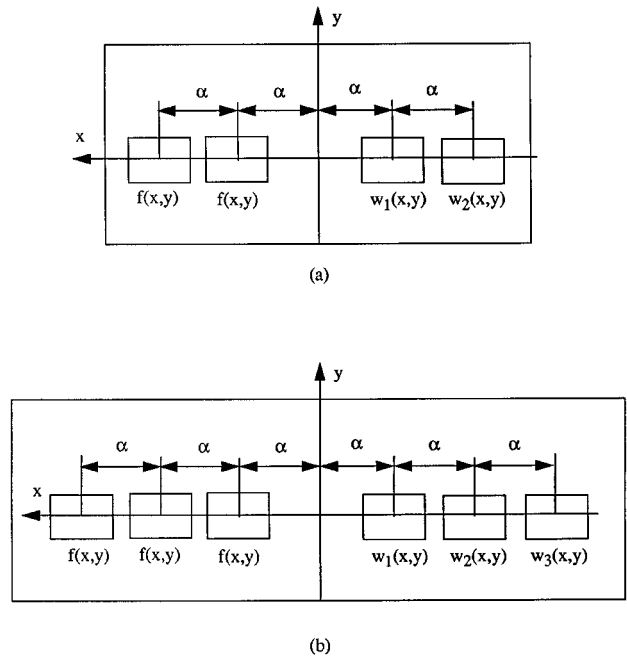 y
α α α α
x
f(x,y) f(x,y) w₁(x,y) w₂(x,y)
(a)
y
α α α α α α
x
f(x,y) f(x,y) f(x,y) w₁(x,y) w₂(x,y) w₃(x,y)
(b)